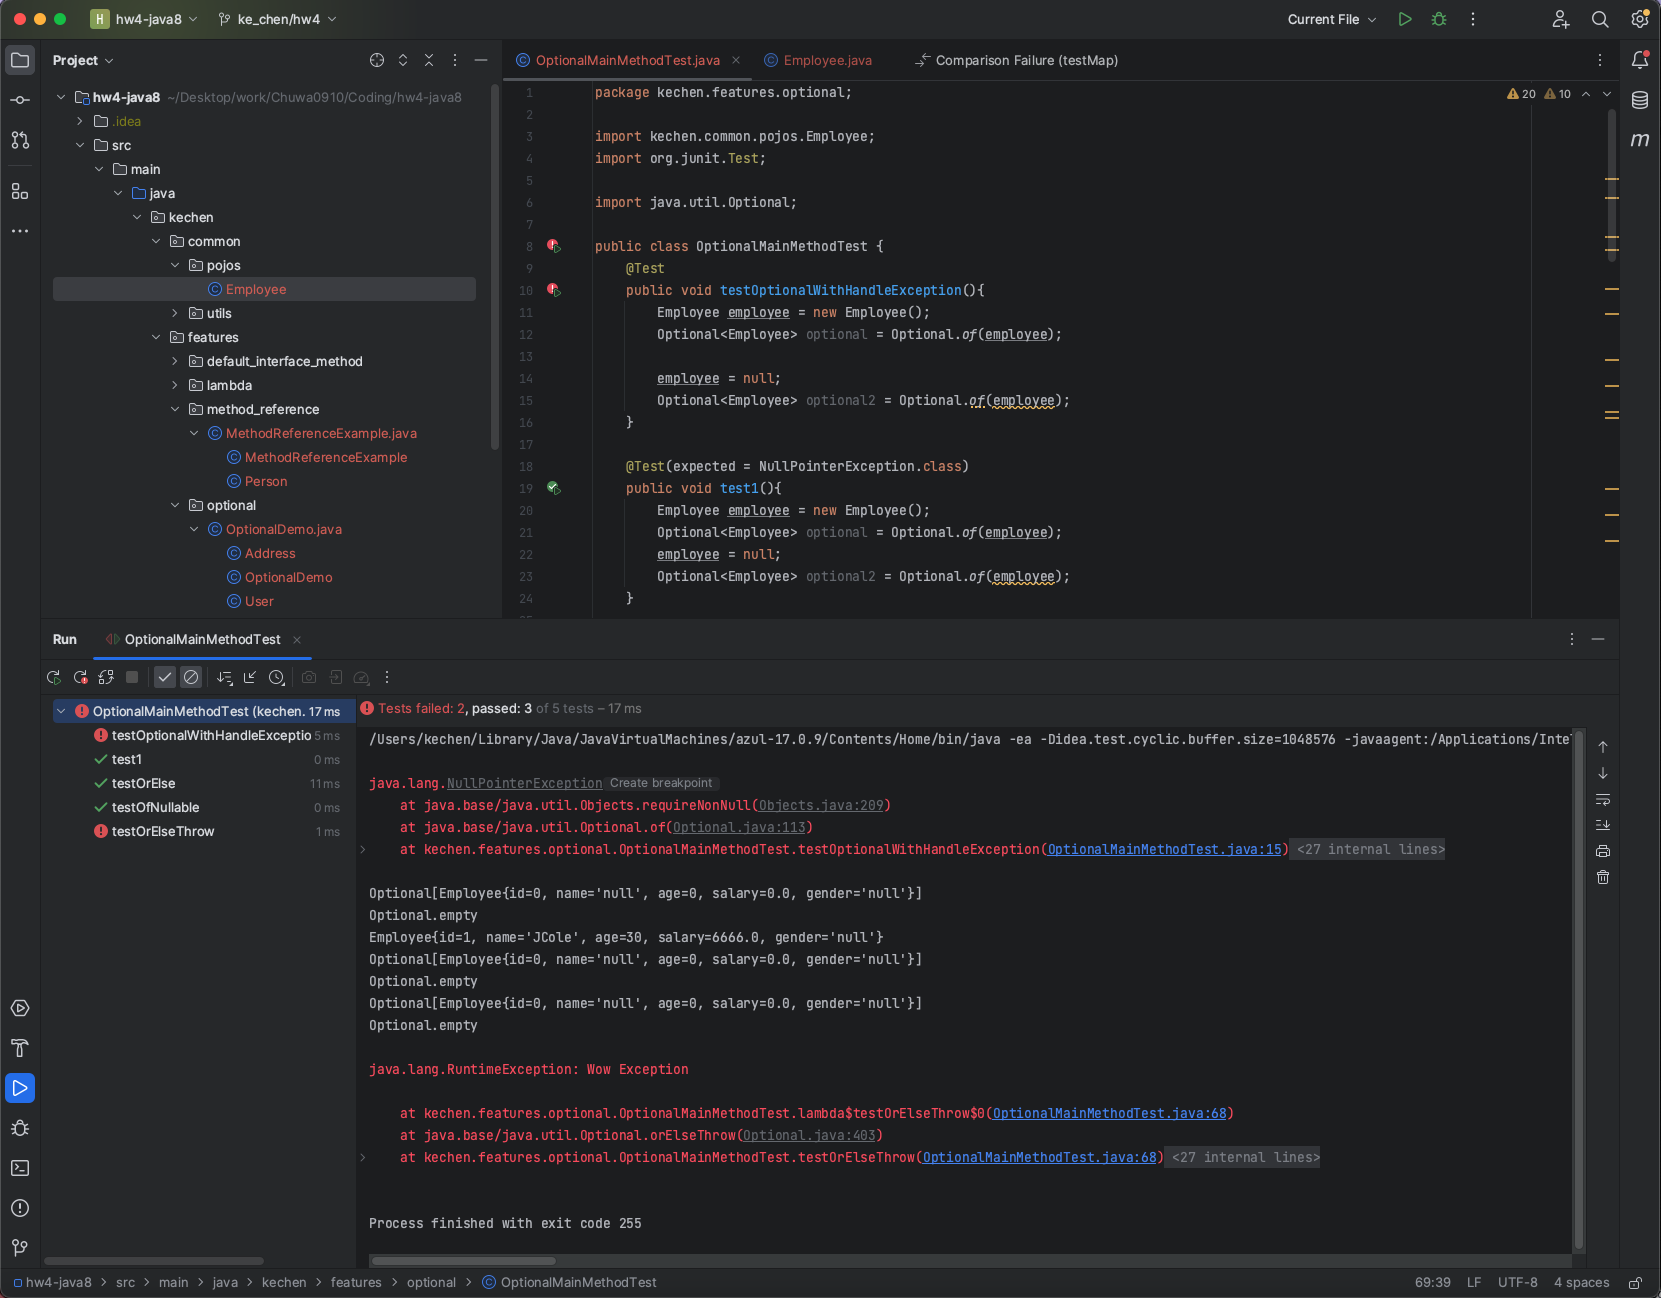 H hw4-java8 ke_chen/hw4 Current File
Project
hw4-java8 ~/Desktop/work/Chuwa0910/Coding/hw4-java8
.idea
src
main
java
kechen
common
pojos
Employee
utils
features
default_interface_method
lambda
method_reference
MethodReferenceExample.java
MethodReferenceExample
Person
optional
OptionalDemo.java
Address
OptionalDemo
User
OptionalMainMethodTest.java Employee.java Comparison Failure (testMap)
20 10
1 package kechen.features.optional;
2
3 import kechen.common.pojos.Employee;
4 import org.junit.Test;
5
6 import java.util.Optional;
7
8 public class OptionalMainMethodTest {
9 @Test
10 public void testOptionalWithHandleException(){
11 Employee employee = new Employee();
12 Optional<Employee> optional = Optional.of(employee);
13
14 employee = null;
15 Optional<Employee> optional2 = Optional.of(employee);
16 }
17
18 @Test(expected = NullPointerException.class)
19 public void test1(){
20 Employee employee = new Employee();
21 Optional<Employee> optional = Optional.of(employee);
22 employee = null;
23 Optional<Employee> optional2 = Optional.of(employee);
24 }
Run OptionalMainMethodTest
OptionalMainMethodTest (kechen. 17 ms
testOptionalWithHandleExceptio 5 ms
test1 0 ms
testOrElse 11 ms
testOfNullable 0 ms
testOrElseThrow 1 ms
Tests failed: 2, passed: 3 of 5 tests – 17 ms
/Users/kechen/Library/Java/JavaVirtualMachines/azul-17.0.9/Contents/Home/bin/java -ea -Didea.test.cyclic.buffer.size=1048576 -javaagent:/Applications/Inte
java.lang.NullPointerException Create breakpoint
at java.base/java.util.Objects.requireNonNull(Objects.java:209)
at java.base/java.util.Optional.of(Optional.java:113)
at kechen.features.optional.OptionalMainMethodTest.testOptionalWithHandleException(OptionalMainMethodTest.java:15) <27 internal lines>
Optional[Employee{id=0, name='null', age=0, salary=0.0, gender='null'}]
Optional.empty
Employee{id=1, name='JCole', age=30, salary=6666.0, gender='null'}
Optional[Employee{id=0, name='null', age=0, salary=0.0, gender='null'}]
Optional.empty
Optional[Employee{id=0, name='null', age=0, salary=0.0, gender='null'}]
Optional.empty
java.lang.RuntimeException: Wow Exception
at kechen.features.optional.OptionalMainMethodTest.lambda$testOrElseThrow$0(OptionalMainMethodTest.java:68)
at java.base/java.util.Optional.orElseThrow(Optional.java:403)
at kechen.features.optional.OptionalMainMethodTest.testOrElseThrow(OptionalMainMethodTest.java:68) <27 internal lines>
Process finished with exit code 255
hw4-java8 > src > main > java > kechen > features > optional > OptionalMainMethodTest 69:39 LF UTF-8 4 spaces